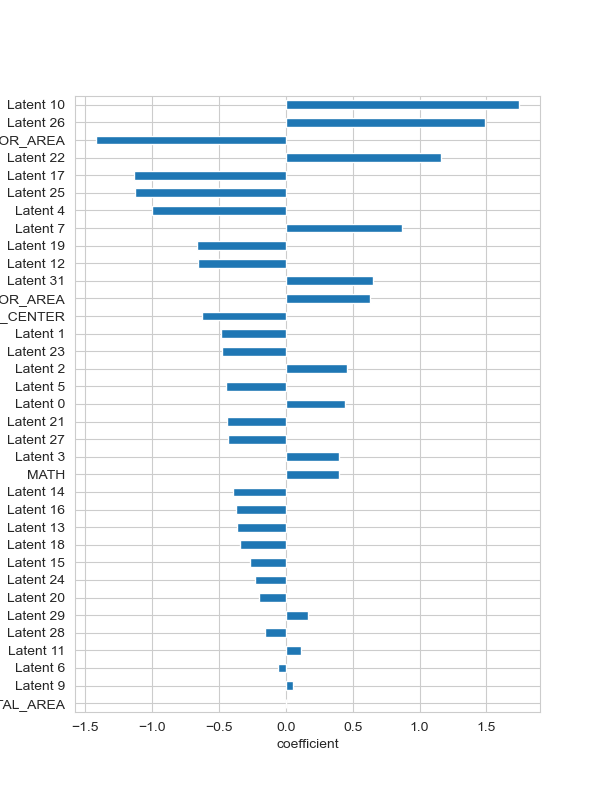 Latent 10
Latent 26
OR_AREA
Latent 22
Latent 17
Latent 25
Latent 4
Latent 7
Latent 19
Latent 12
Latent 31
OR_AREA
_CENTER
Latent 1
Latent 23
Latent 2
Latent 5
Latent 0
Latent 21
Latent 27
Latent 3
MATH
Latent 14
Latent 16
Latent 13
Latent 18
Latent 15
Latent 24
Latent 20
Latent 29
Latent 28
Latent 11
Latent 6
Latent 9
TAL_AREA
−1.5 −1.0 −0.5 0.0 0.5 1.0 1.5
coefficient